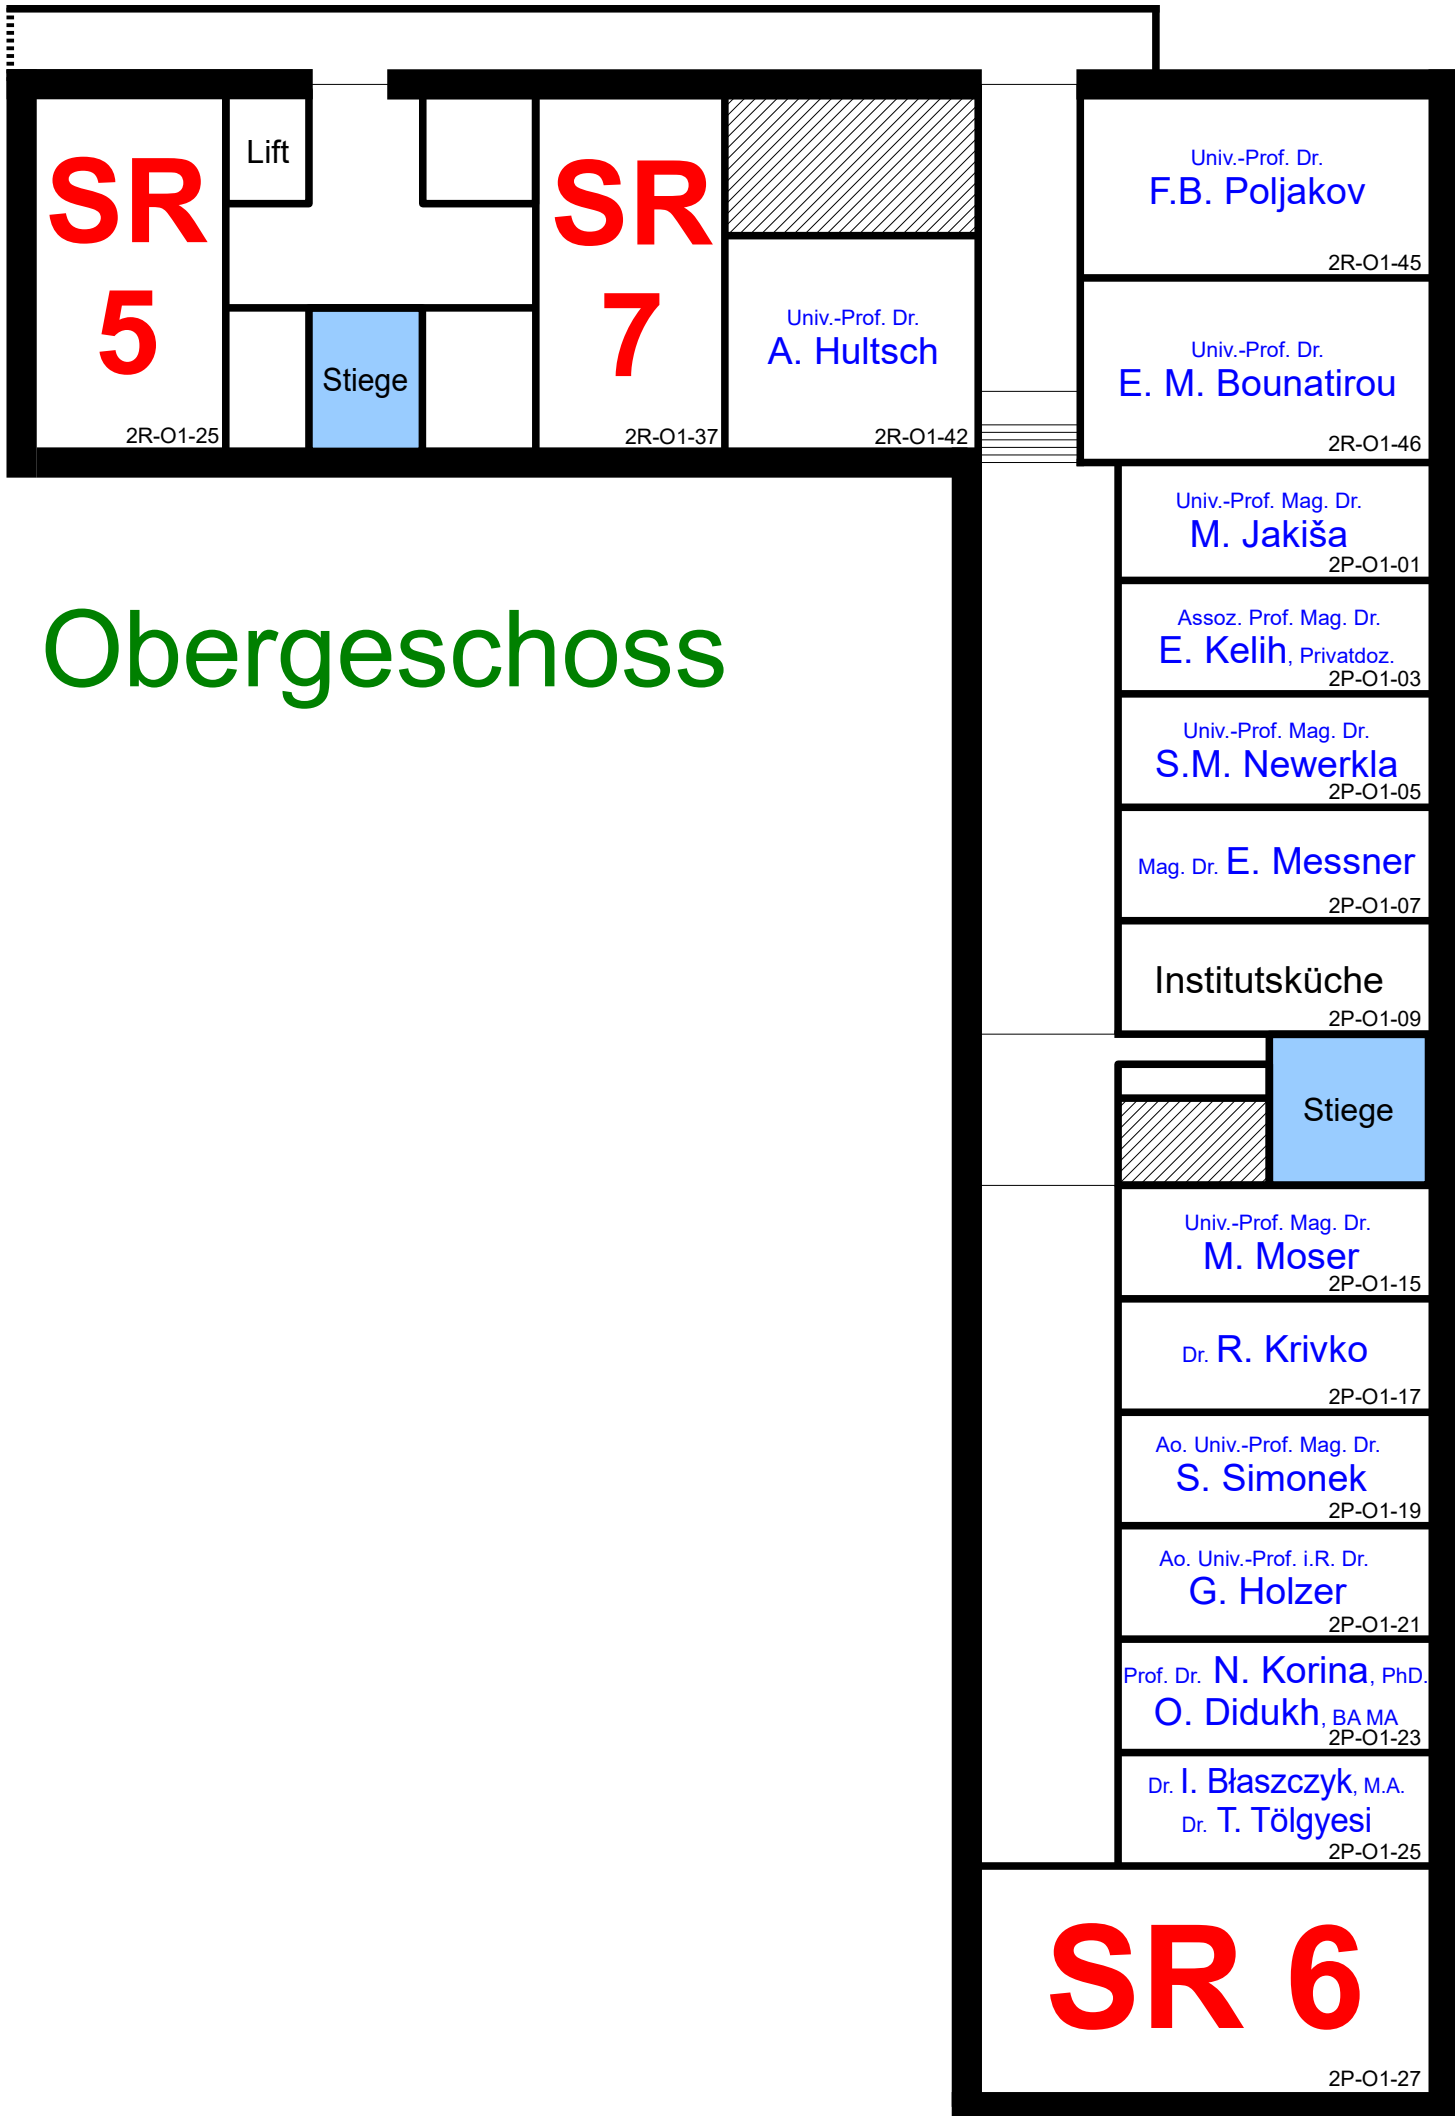 SR
5
2R-O1-25
Lift
Stiege
SR
7
2R-O1-37
Univ.-Prof. Dr.
A. Hultsch
2R-O1-42
Univ.-Prof. Dr.
F.B. Poljakov
2R-O1-45
Univ.-Prof. Dr.
E. M. Bounatirou
2R-O1-46
Univ.-Prof. Mag. Dr.
M. Jakiša
2P-O1-01
Obergeschoss
Assoz. Prof. Mag. Dr.
E. Kelih, Privatdoz.
2P-O1-03
Univ.-Prof. Mag. Dr.
S.M. Newerkla
2P-O1-05
Mag. Dr. E. Messner
2P-O1-07
Institutsküche
2P-O1-09
Stiege
Univ.-Prof. Mag. Dr.
M. Moser
2P-O1-15
Dr. R. Krivko
2P-O1-17
Ao. Univ.-Prof. Mag. Dr.
S. Simonek
2P-O1-19
Ao. Univ.-Prof. i.R. Dr.
G. Holzer
2P-O1-21
Prof. Dr. N. Korina, PhD.
O. Didukh, BA MA
2P-O1-23
Dr. I. Błaszczyk, M.A.
Dr. T. Tölgyesi
2P-O1-25
SR 6
2P-O1-27